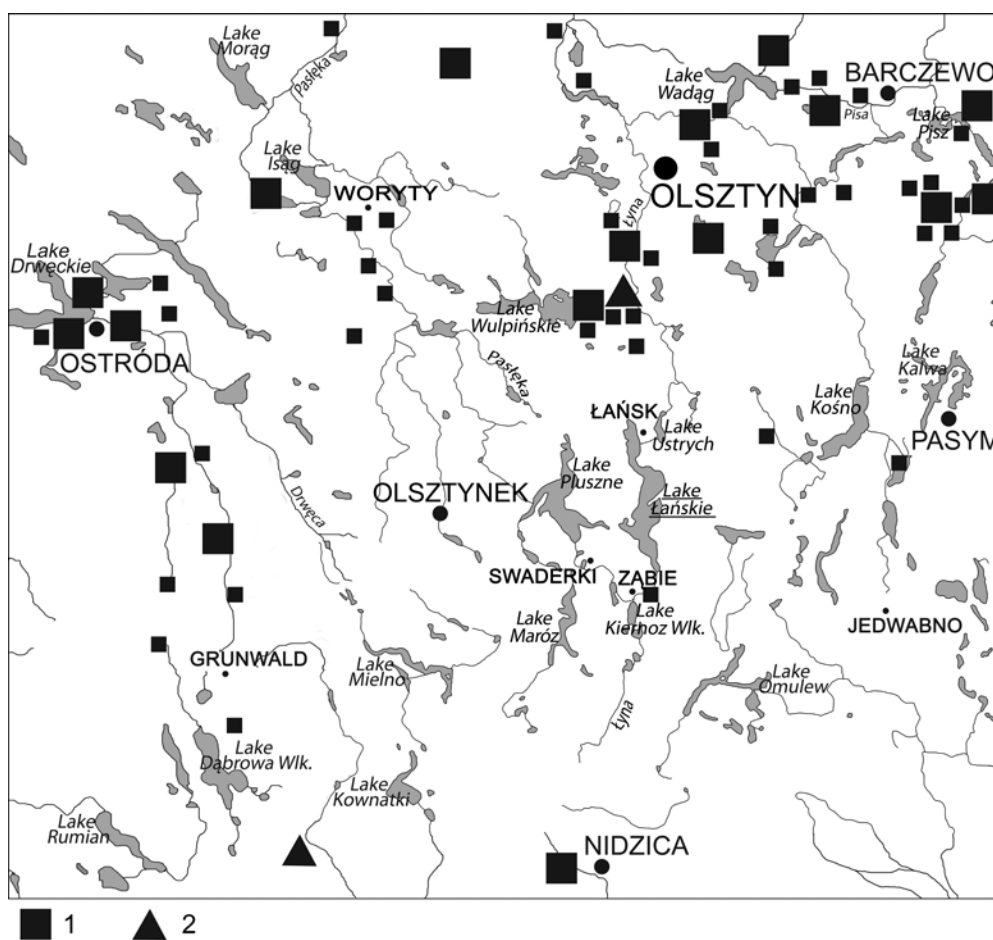 Lake
Morąg
Pasłęka
Lake
Wadąg
BARCZEWO
Pisa
Lake
Pisz
Lake
Isąg
WORYTY
OLSZTYN
Łyna
Lake
Drwęckie
Lake
Wulpińskie
OSTRÓDA
Pasłęka
Lake
Kalwa
Lake
Kośno
ŁAŃSK
Lake
Ustrych
PASYM
Lake
Pluszne
OLSZTYNEK
Lake
Łańskie
Drwęca
SWADERKI
ZABIE
Lake
Maróz
Lake
Kierhoz Wlk.
JEDWABNO
GRUNWALD
Lake
Mielno
Lake
Omulew
Łyna
Lake
Dąbrowa Wlk.
Lake
Kownatki
Lake
Rumian
NIDZICA
1
2